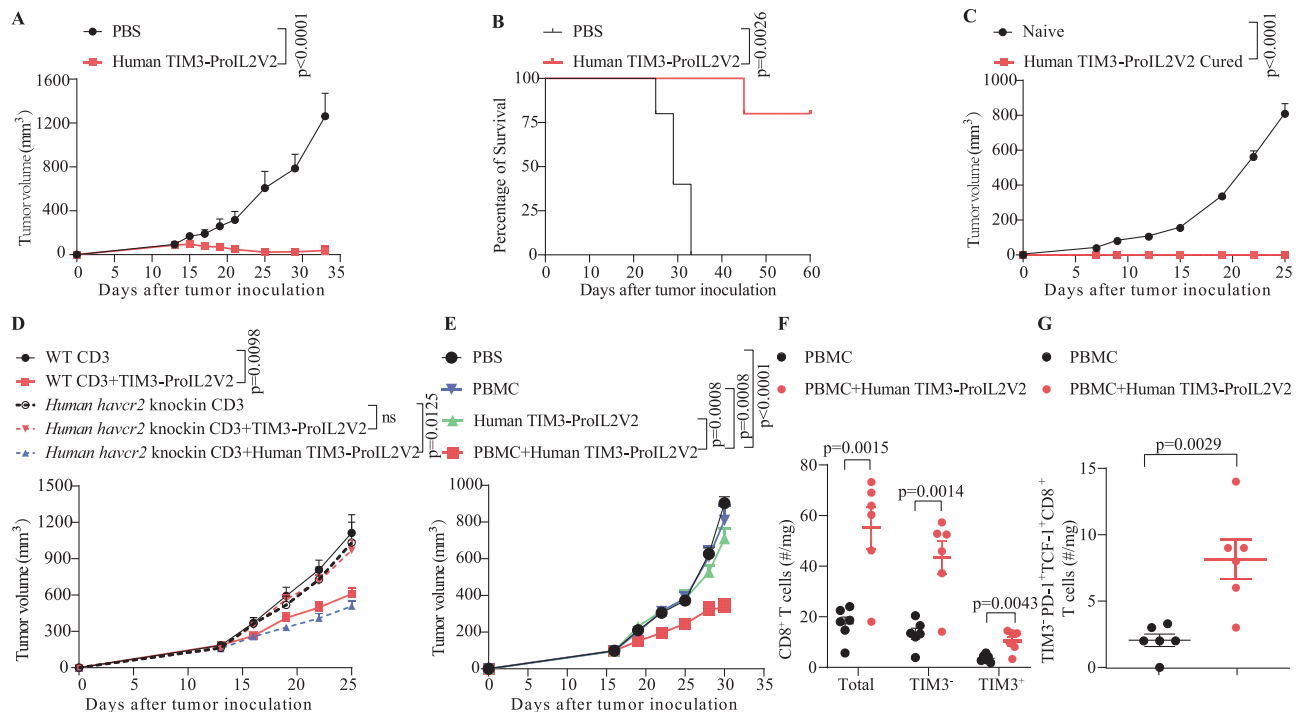 A
PBS
Human TIM3-ProIL2V2
p<0.0001
Tumor volume (mm³)
1600
1200
800
400
0
0 5 10 15 20 25 30 35
Days after tumor inoculation
B
PBS
Human TIM3-ProIL2V2
p=0.0026
Percentage of Survival
100
75
50
25
0
0 10 20 30 40 50 60
Days after tumor inoculation
C
Naive
Human TIM3-ProIL2V2 Cured
p<0.0001
Tumor volume (mm³)
1000
800
600
400
200
0
0 5 10 15 20 25
Days after tumor inoculation
D
WT CD3
WT CD3+TIM3-ProIL2V2
Human havcr2 knockin CD3
Human havcr2 knockin CD3+TIM3-ProIL2V2
Human havcr2 knockin CD3+Human TIM3-ProIL2V2
p=0.0098
ns
p=0.0125
Tumor volume (mm³)
1500
1200
900
600
300
0
0 5 10 15 20 25
Days after tumor inoculation
E
PBS
PBMC
Human TIM3-ProIL2V2
PBMC+Human TIM3-ProIL2V2
p=0.0008
p=0.0008
p<0.0001
Tumor volume (mm³)
1000
800
600
400
200
0
0 5 10 15 20 25 30 35
Days after tumor inoculation
F
PBMC
PBMC+Human TIM3-ProIL2V2
CD8⁺ T cells (#/mg)
80
60
40
20
0
p=0.0015
p=0.0014
p=0.0043
Total TIM3⁻ TIM3⁺
G
PBMC
PBMC+Human TIM3-ProIL2V2
TIM3⁻PD-1⁺TCF-1⁺CD8⁺
T cells (#/mg)
15
10
5
0
p=0.0029